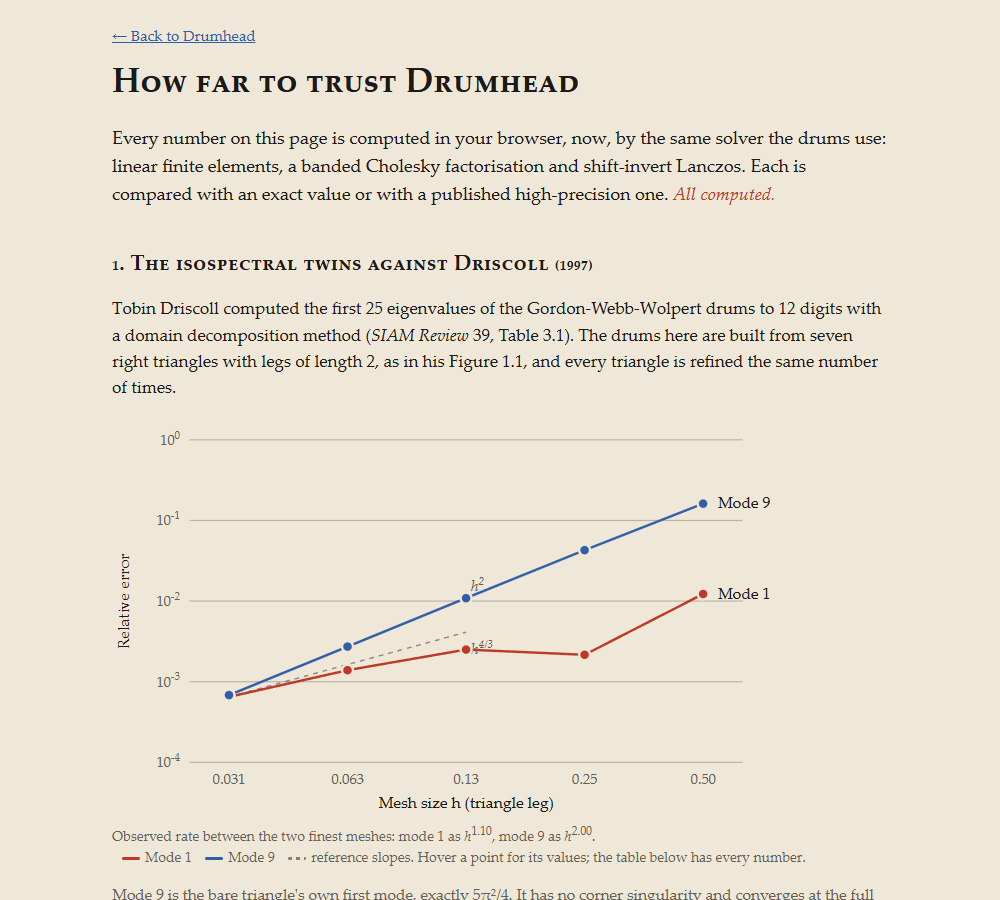 ← Back to Drumhead
How far to trust Drumhead
Every number on this page is computed in your browser, now, by the same solver the drums use:
linear finite elements, a banded Cholesky factorisation and shift-invert Lanczos. Each is
compared with an exact value or with a published high-precision one. All computed.
1. The isospectral twins against Driscoll (1997)
Tobin Driscoll computed the first 25 eigenvalues of the Gordon-Webb-Wolpert drums to 12 digits with
a domain decomposition method (SIAM Review 39, Table 3.1). The drums here are built from seven
right triangles with legs of length 2, as in his Figure 1.1, and every triangle is refined the same number
of times.
10⁰
Mode 9
10⁻¹
h²
Mode 1
10⁻²
Relative error
h⁴ᐟ³
10⁻³
10⁻⁴
0.031 0.063 0.13 0.25 0.50
Mesh size h (triangle leg)
Observed rate between the two finest meshes: mode 1 as h^1.10, mode 9 as h^2.00.
Mode 1 Mode 9 reference slopes. Hover a point for its values; the table below has every number.
Mode 9 is the bare triangle's own first mode, exactly 5π²/4. It has no corner singularity and converges at the full